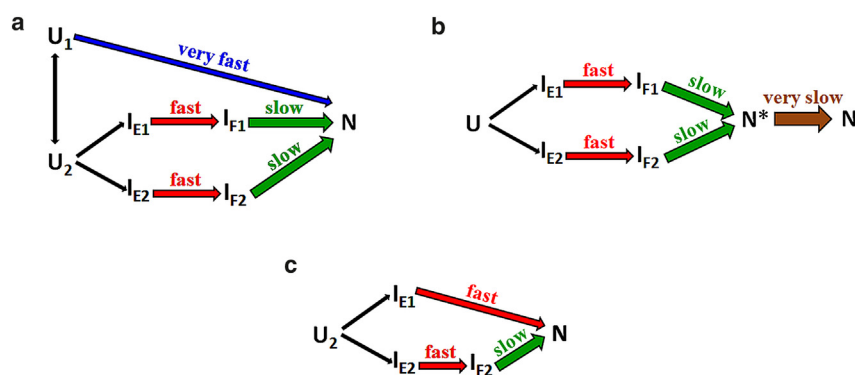 a
U1
very fast
IE1
fast
IF1
slow
N
U2
slow
IE2
fast
IF2
b
IE1
fast
IF1
slow
U
N*
very slow
N
slow
IE2
fast
IF2
c
IE1
fast
U2
N
slow
IE2
fast
IF2